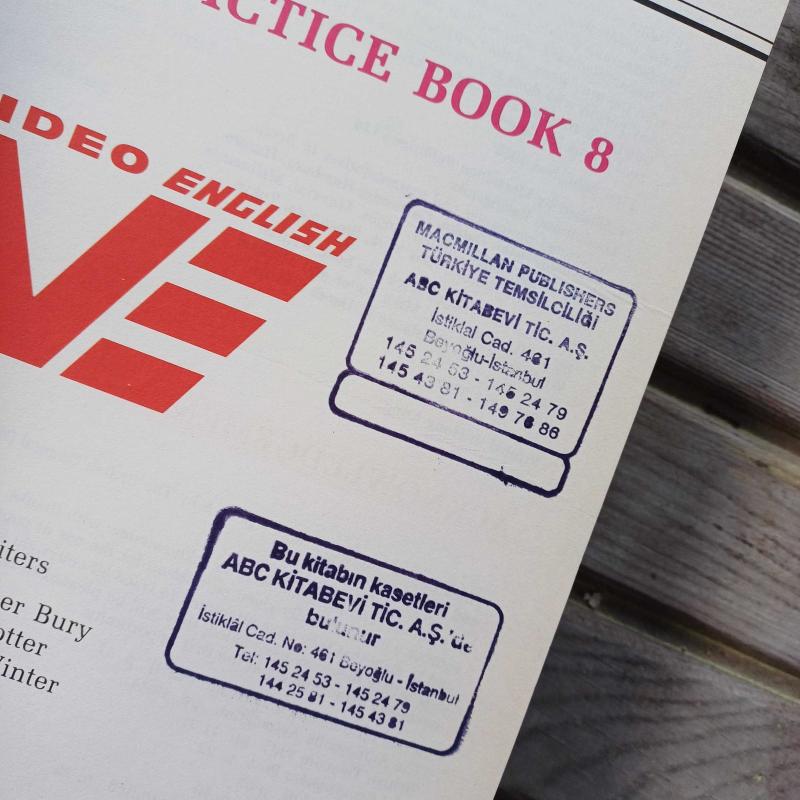 ACTICE BOOK 8
IDEO ENGLISH
MACMILLAN PUBLISHERS
TÜRKİYE TEMSİLCİLİĞİ
ABC KİTABEVİ TİC. A.Ş.
İstiklal Cad. 461
Beyoğlu-İstanbul
145 24 53 - 145 24 79
145 43 81 - 149 76 86
iters
er Bury
otter
Winter
Bu kitabın kasetleri
ABC KİTABEVİ TİC. A.Ş.'de
bulunur
İstiklâl Cad. No: 461 Beyoğlu - İstanbul
Tel: 145 24 53 - 145 24 79
144 25 81 - 145 43 81